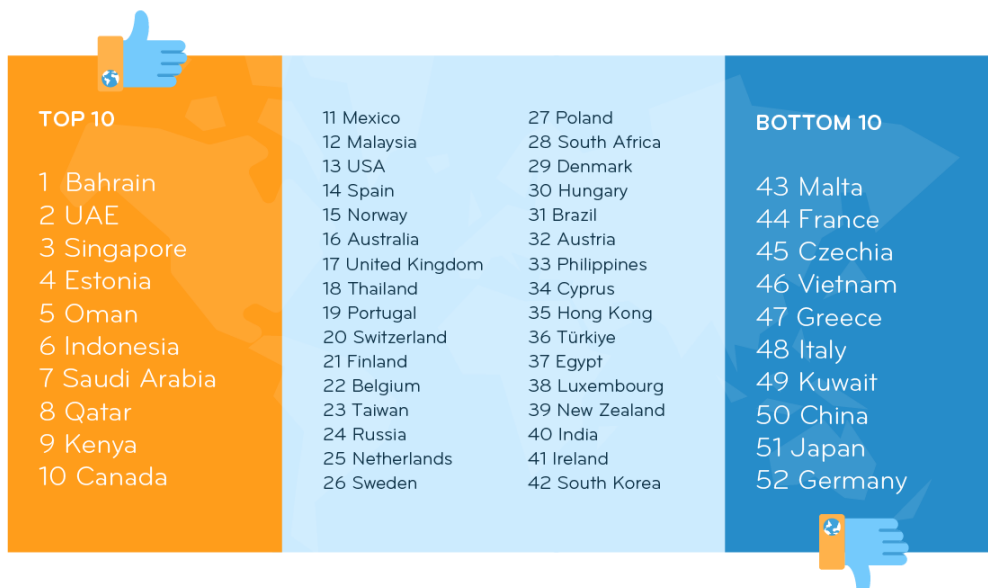 TOP 10
1 Bahrain
2 UAE
3 Singapore
4 Estonia
5 Oman
6 Indonesia
7 Saudi Arabia
8 Qatar
9 Kenya
10 Canada
11 Mexico
12 Malaysia
13 USA
14 Spain
15 Norway
16 Australia
17 United Kingdom
18 Thailand
19 Portugal
20 Switzerland
21 Finland
22 Belgium
23 Taiwan
24 Russia
25 Netherlands
26 Sweden
27 Poland
28 South Africa
29 Denmark
30 Hungary
31 Brazil
32 Austria
33 Philippines
34 Cyprus
35 Hong Kong
36 Türkiye
37 Egypt
38 Luxembourg
39 New Zealand
40 India
41 Ireland
42 South Korea
BOTTOM 10
43 Malta
44 France
45 Czechia
46 Vietnam
47 Greece
48 Italy
49 Kuwait
50 China
51 Japan
52 Germany